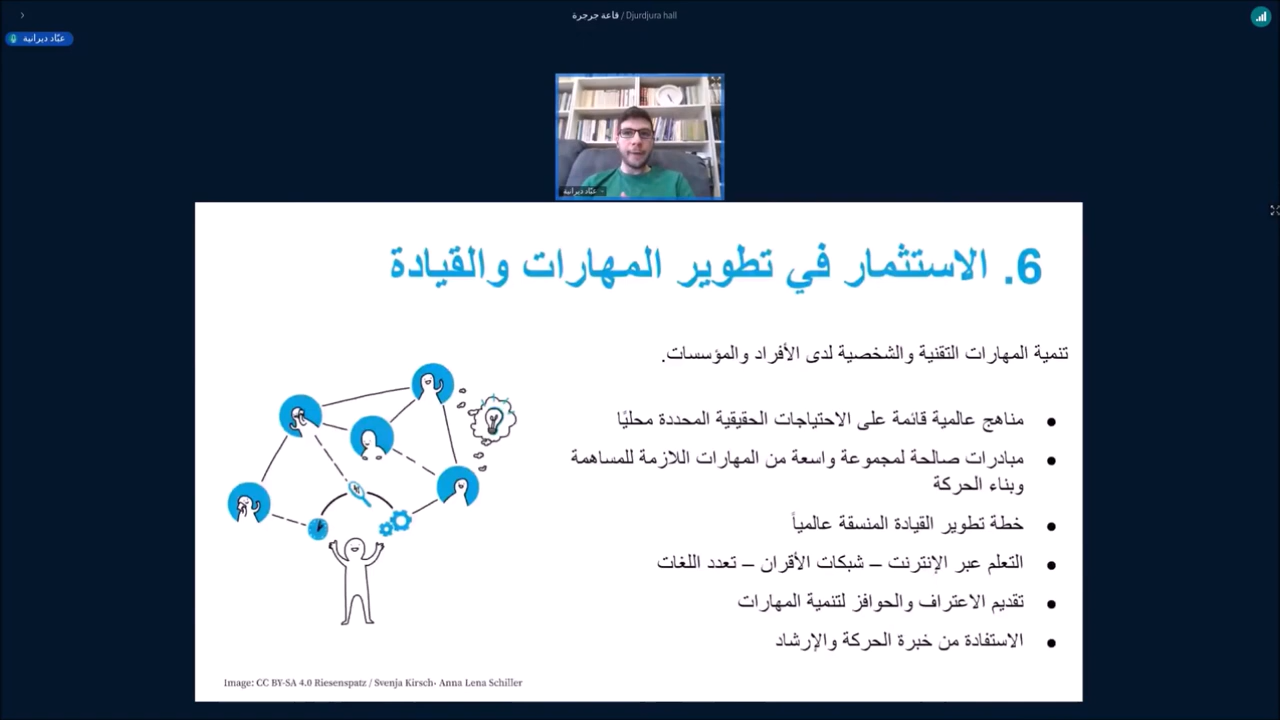 قاعة جرجرة / Djurdjura hall
عبّاد ديرانية
عبّاد ديرانية
6. الاستثمار في تطوير المهارات والقيادة
تنمية المهارات التقنية والشخصية لدى الأفراد والمؤسسات.
● مناهج عالمية قائمة على الاحتياجات الحقيقية المحددة محليًا
● مبادرات صالحة لمجموعة واسعة من المهارات اللازمة للمساهمة
وبناء الحركة
● خطة تطوير القيادة المنسقة عالمياً
● التعلم عبر الإنترنت – شبكات الأقران – تعدد اللغات
● تقديم الاعتراف والحوافز لتنمية المهارات
● الاستفادة من خبرة الحركة والإرشاد
Image: CC BY-SA 4.0 Riesenspatz / Svenja Kirsch- Anna Lena Schiller